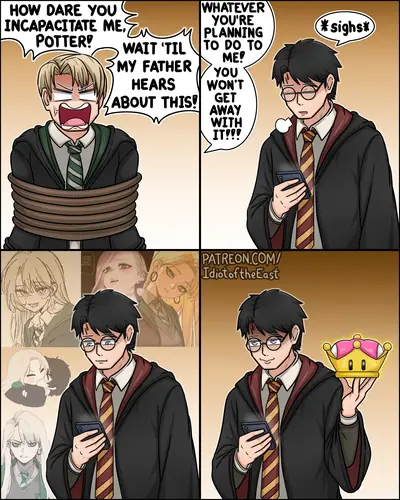 HOW DARE YOU
INCAPACITATE ME,
POTTER!
WAIT 'TIL
MY FATHER
HEARS
ABOUT THIS!
WHATEVER
YOU'RE
PLANNING
TO DO TO
ME!
YOU
WON'T
GET
AWAY
WITH
IT!!!
*sighs*
PATREON.COM/
IdiotoftheEast